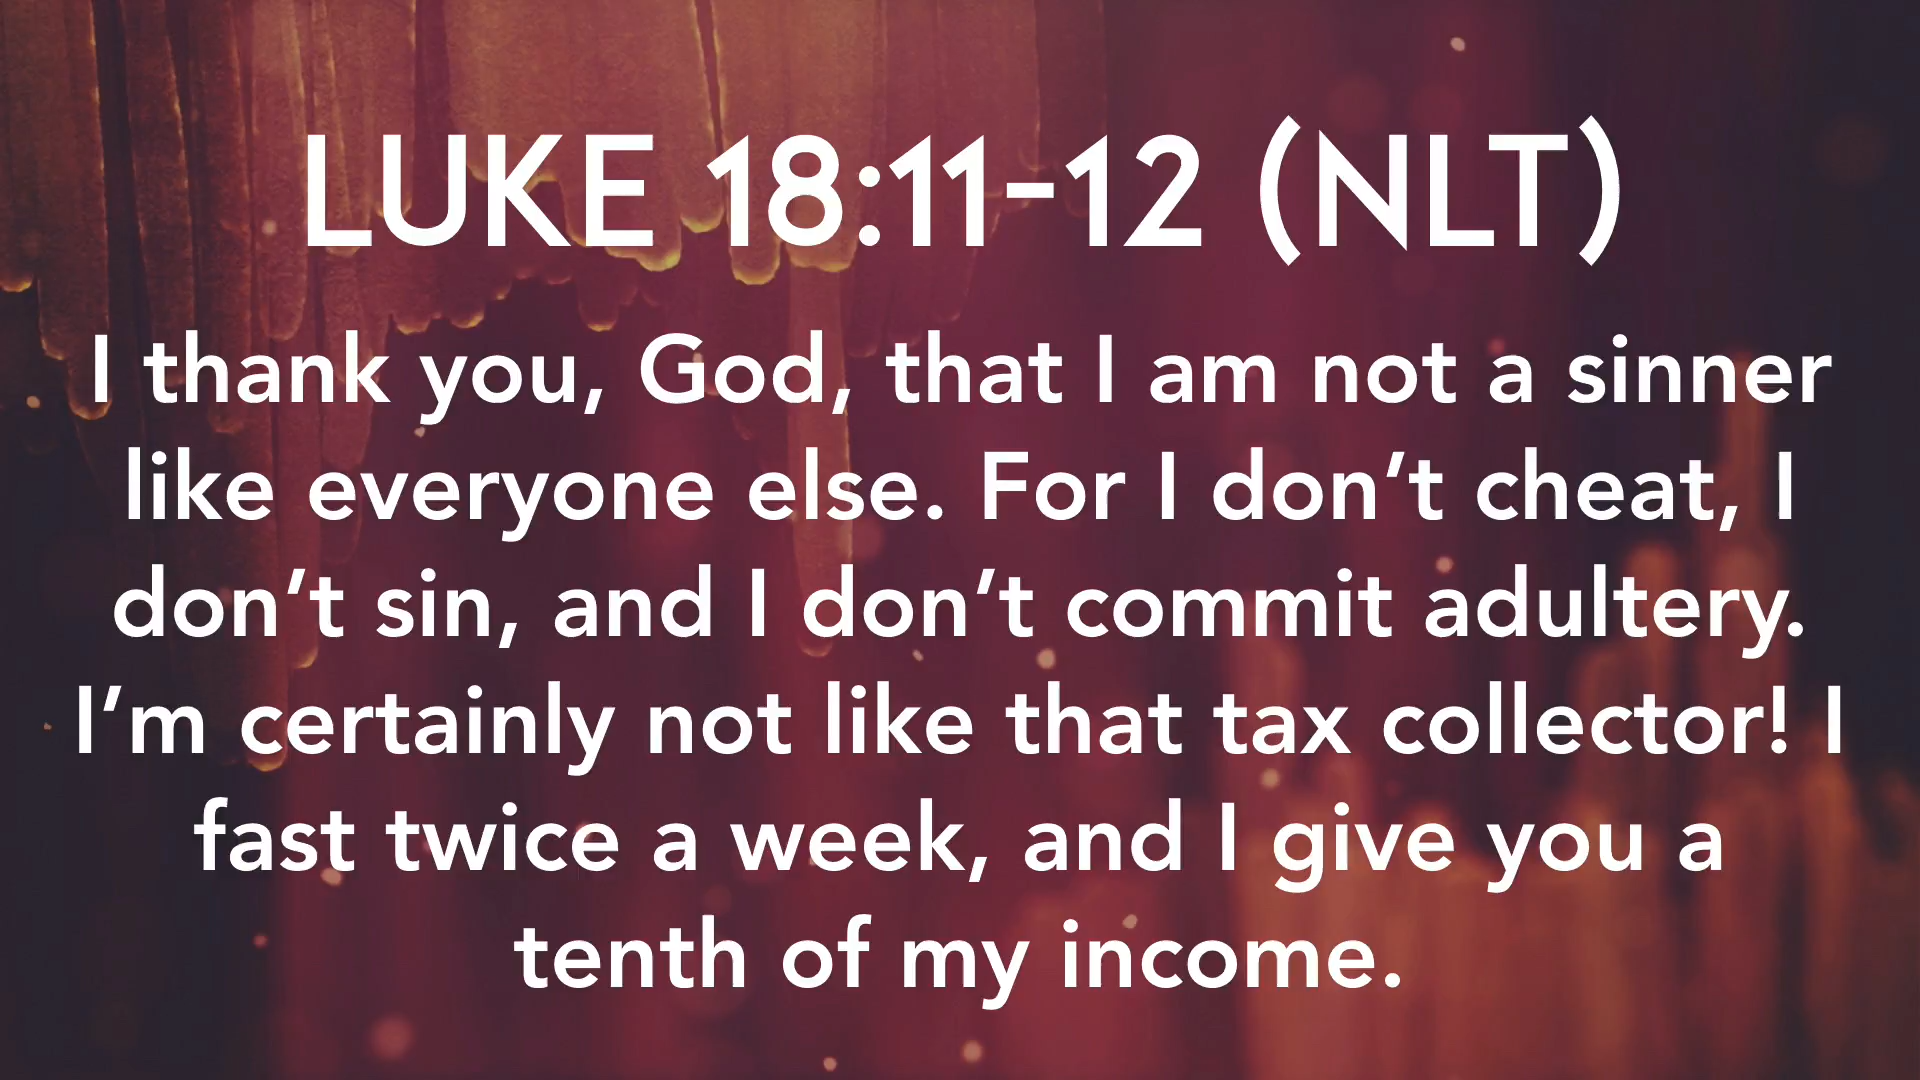 LUKE 18:11-12 (NLT)
I thank you, God, that I am not a sinner
like everyone else. For I don’t cheat, I
don’t sin, and I don’t commit adultery.
I’m certainly not like that tax collector! I
fast twice a week, and I give you a
tenth of my income.